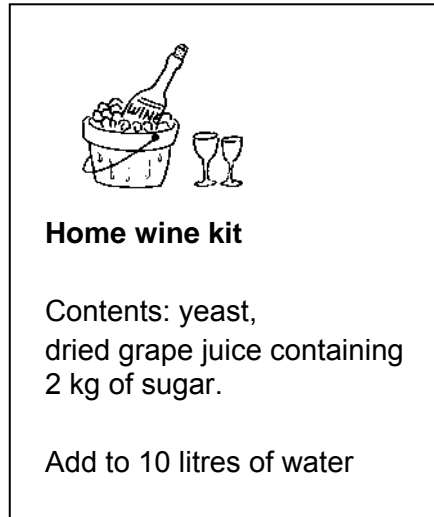 WINE
Home wine kit
Contents: yeast,
dried grape juice containing
2 kg of sugar.
Add to 10 litres of water